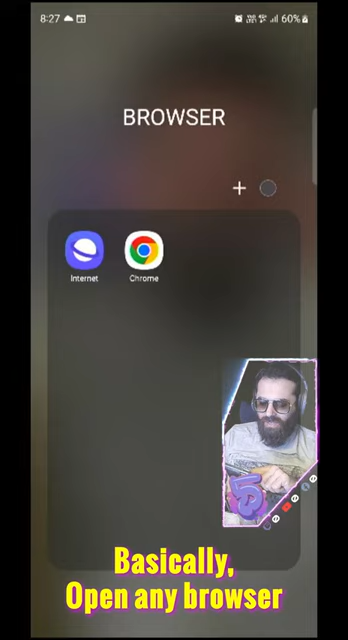 8:27
60%
BROWSER
Internet
Chrome
Basically,
Open any browser